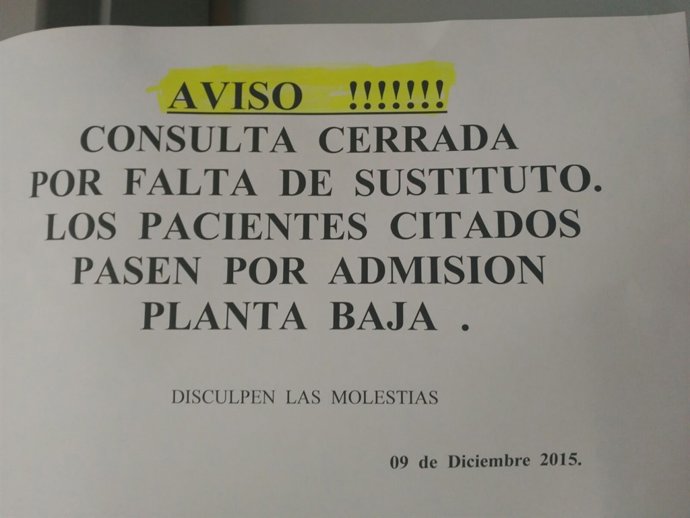 AVISO !!!!!!!
CONSULTA CERRADA
POR FALTA DE SUSTITUTO.
LOS PACIENTES CITADOS
PASEN POR ADMISION
PLANTA BAJA .
DISCULPEN LAS MOLESTIAS
09 de Diciembre 2015.